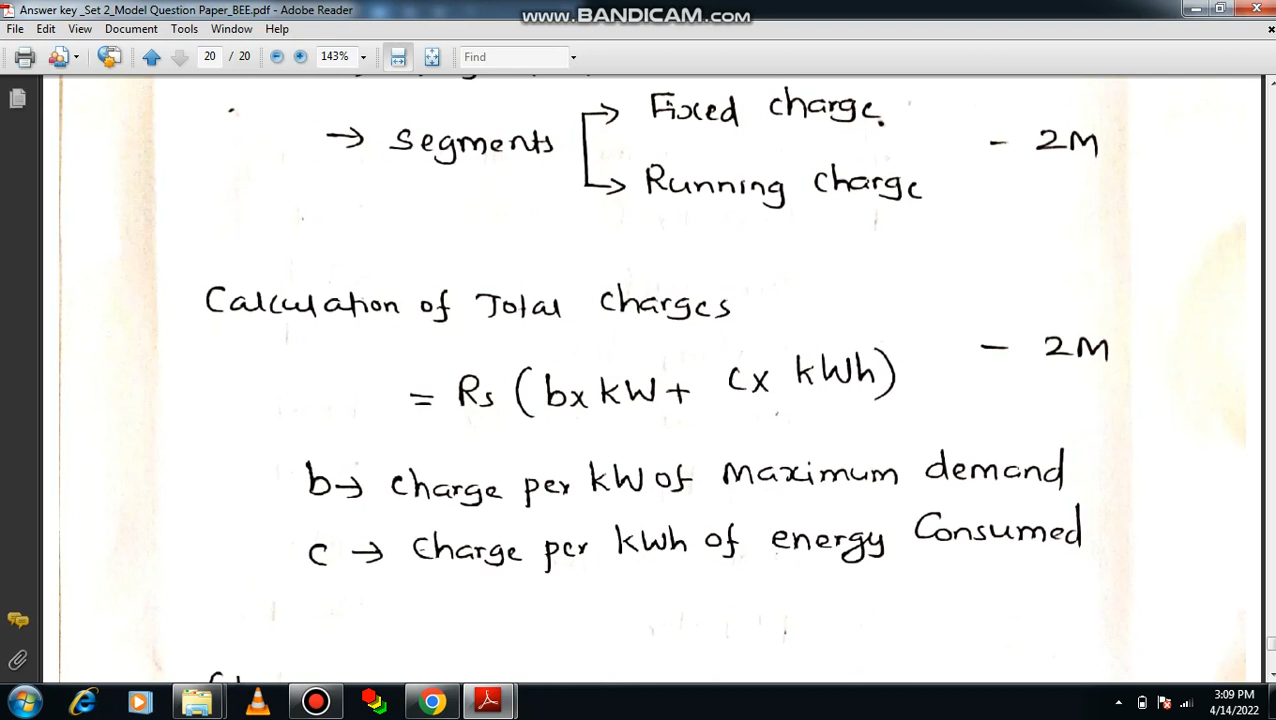 Answer key _Set 2_Model Question Paper_BEE.pdf - Adobe Reader
www.BANDICAM.com
File Edit View Document Tools Window Help
20 / 20 143% Find
→ Segments → Fixed charge. - 2M
→ Running charge
Calculation of Total charges
= Rs (b x kW + c x kWh) - 2M
b → charge per kW of Maximum demand
c → charge per kWh of energy Consumed
3:09 PM
4/14/2022